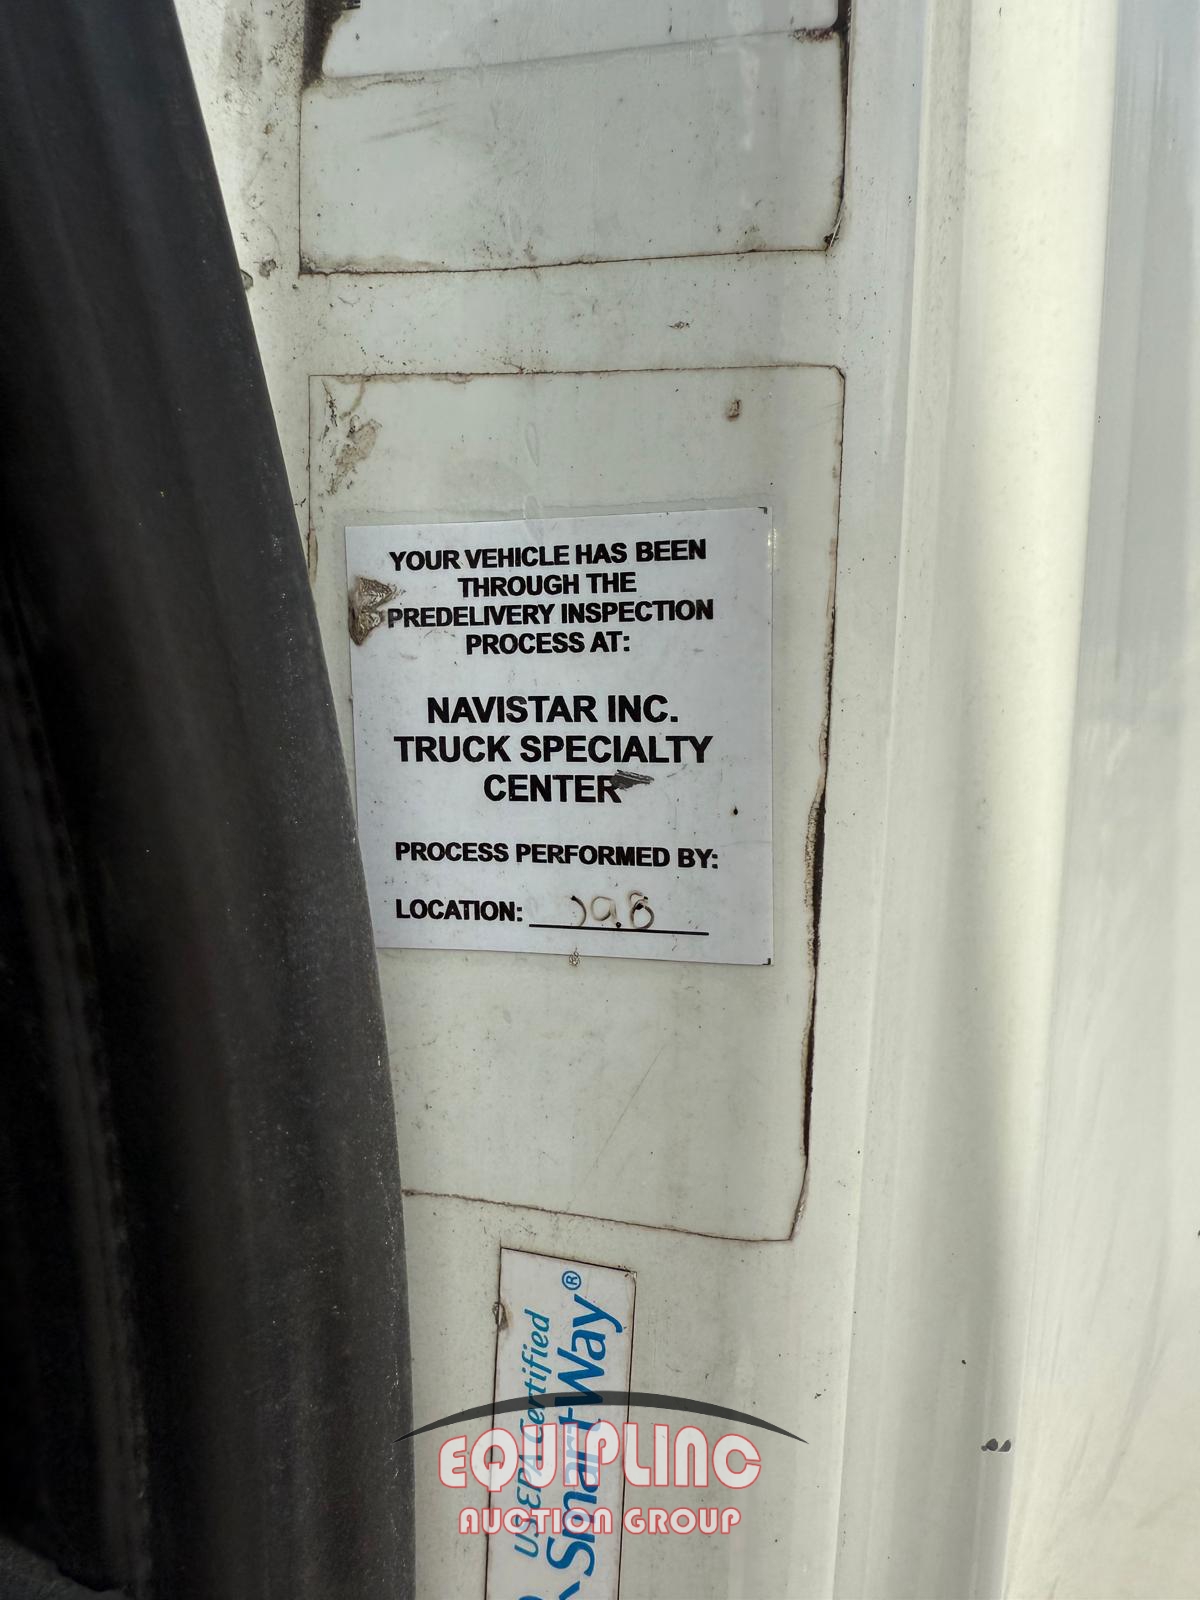 YOUR VEHICLE HAS BEEN
THROUGH THE
PREDELIVERY INSPECTION
PROCESS AT:
NAVISTAR INC.
TRUCK SPECIALTY
CENTER
PROCESS PERFORMED BY:
LOCATION:
US EPA Certified
SmartWay®
EQUIPLINC
AUCTION GROUP